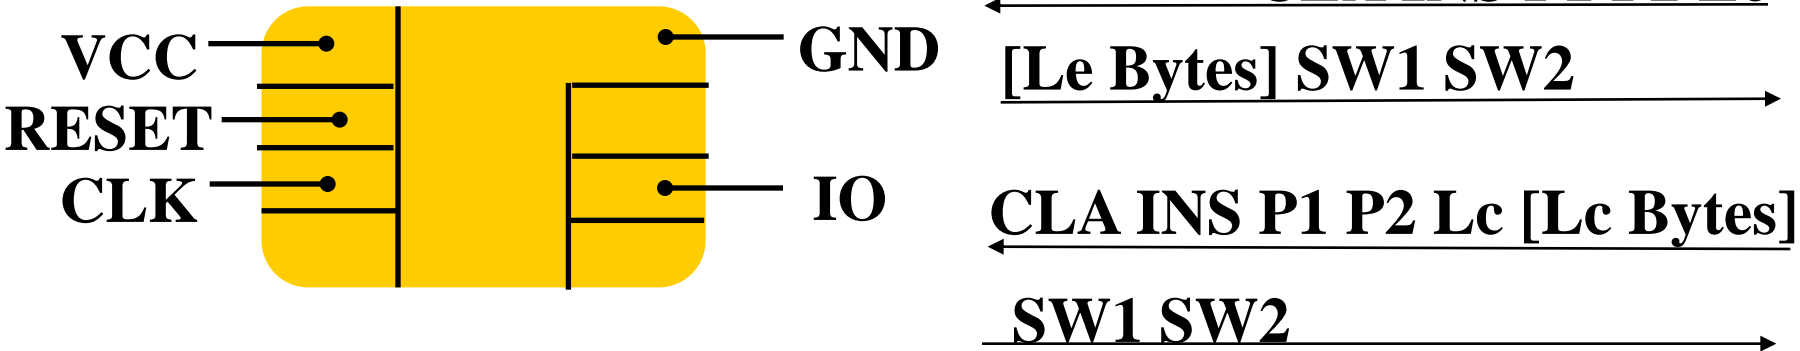 VCC
RESET
CLK
GND
IO
[Le Bytes] SW1 SW2
CLA INS P1 P2 Lc [Lc Bytes]
SW1 SW2